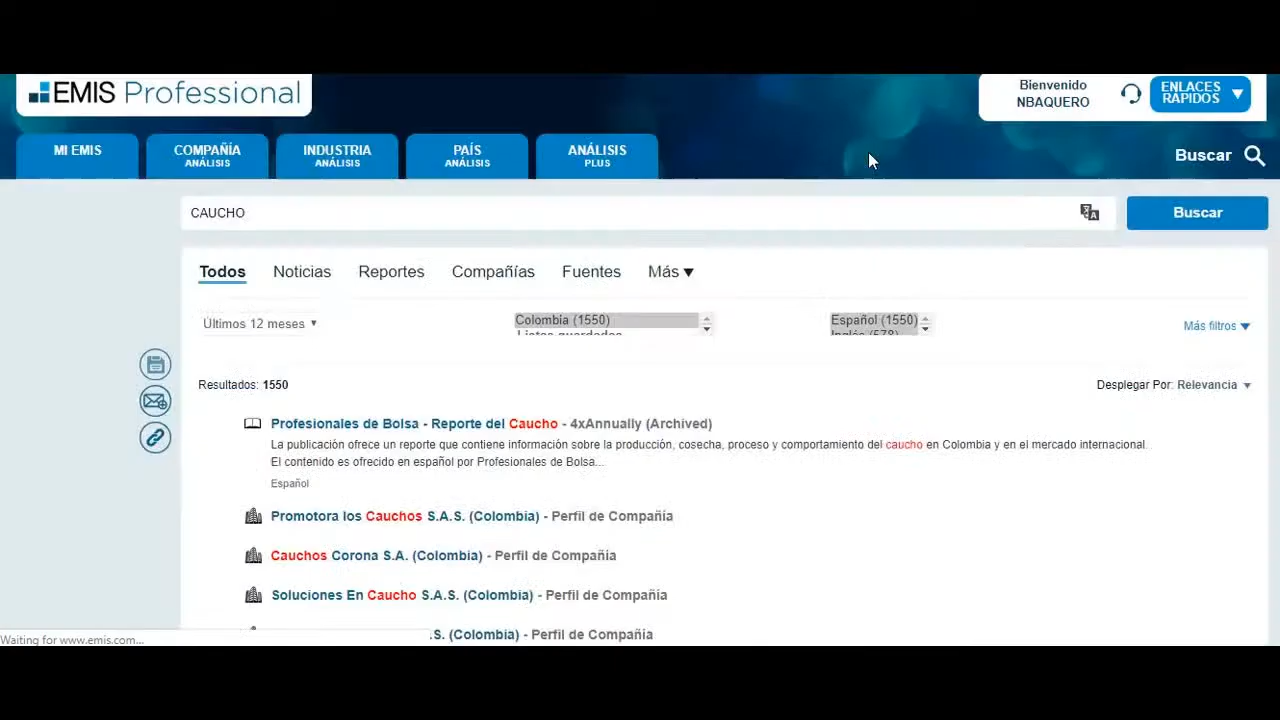 EMIS Professional
Bienvenido
NBAQUERO
ENLACES
RÁPIDOS
MI EMIS
COMPAÑÍA
ANÁLISIS
INDUSTRIA
ANÁLISIS
PAÍS
ANÁLISIS
ANÁLISIS
PLUS
Buscar
CAUCHO
Buscar
Todos Noticias Reportes Compañías Fuentes Más
Últimos 12 meses
Colombia (1550)
Español (1550)
Más filtros
Resultados: 1550
Desplegar Por: Relevancia
Profesionales de Bolsa - Reporte del Caucho - 4xAnnually (Archived)
La publicación ofrece un reporte que contiene información sobre la producción, cosecha, proceso y comportamiento del caucho en Colombia y en el mercado internacional.
El contenido es ofrecido en español por Profesionales de Bolsa...
Español
Promotora los Cauchos S.A.S. (Colombia) - Perfil de Compañía
Cauchos Corona S.A. (Colombia) - Perfil de Compañía
Soluciones En Caucho S.A.S. (Colombia) - Perfil de Compañía
.S. (Colombia) - Perfil de Compañía
Waiting for www.emis.com...